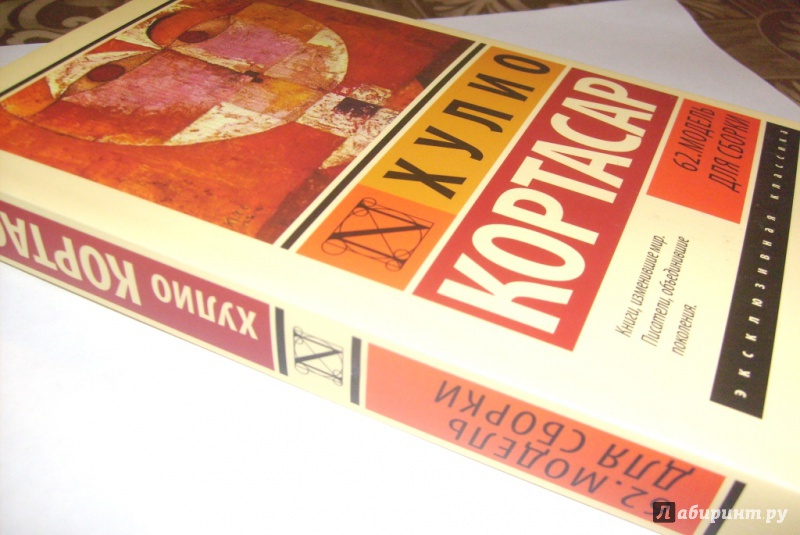 ХУЛИО
КОРТАСАР
62.МОДЕЛЬ
ДЛЯ СБОРКИ
Книги, изменившие мир.
Писатели, объединившие
поколения.
эксклюзивная классика
ХУЛИО КОРТАС
62.МОДЕЛЬ
ДЛЯ СБОРКИ
Лабиринт.ру